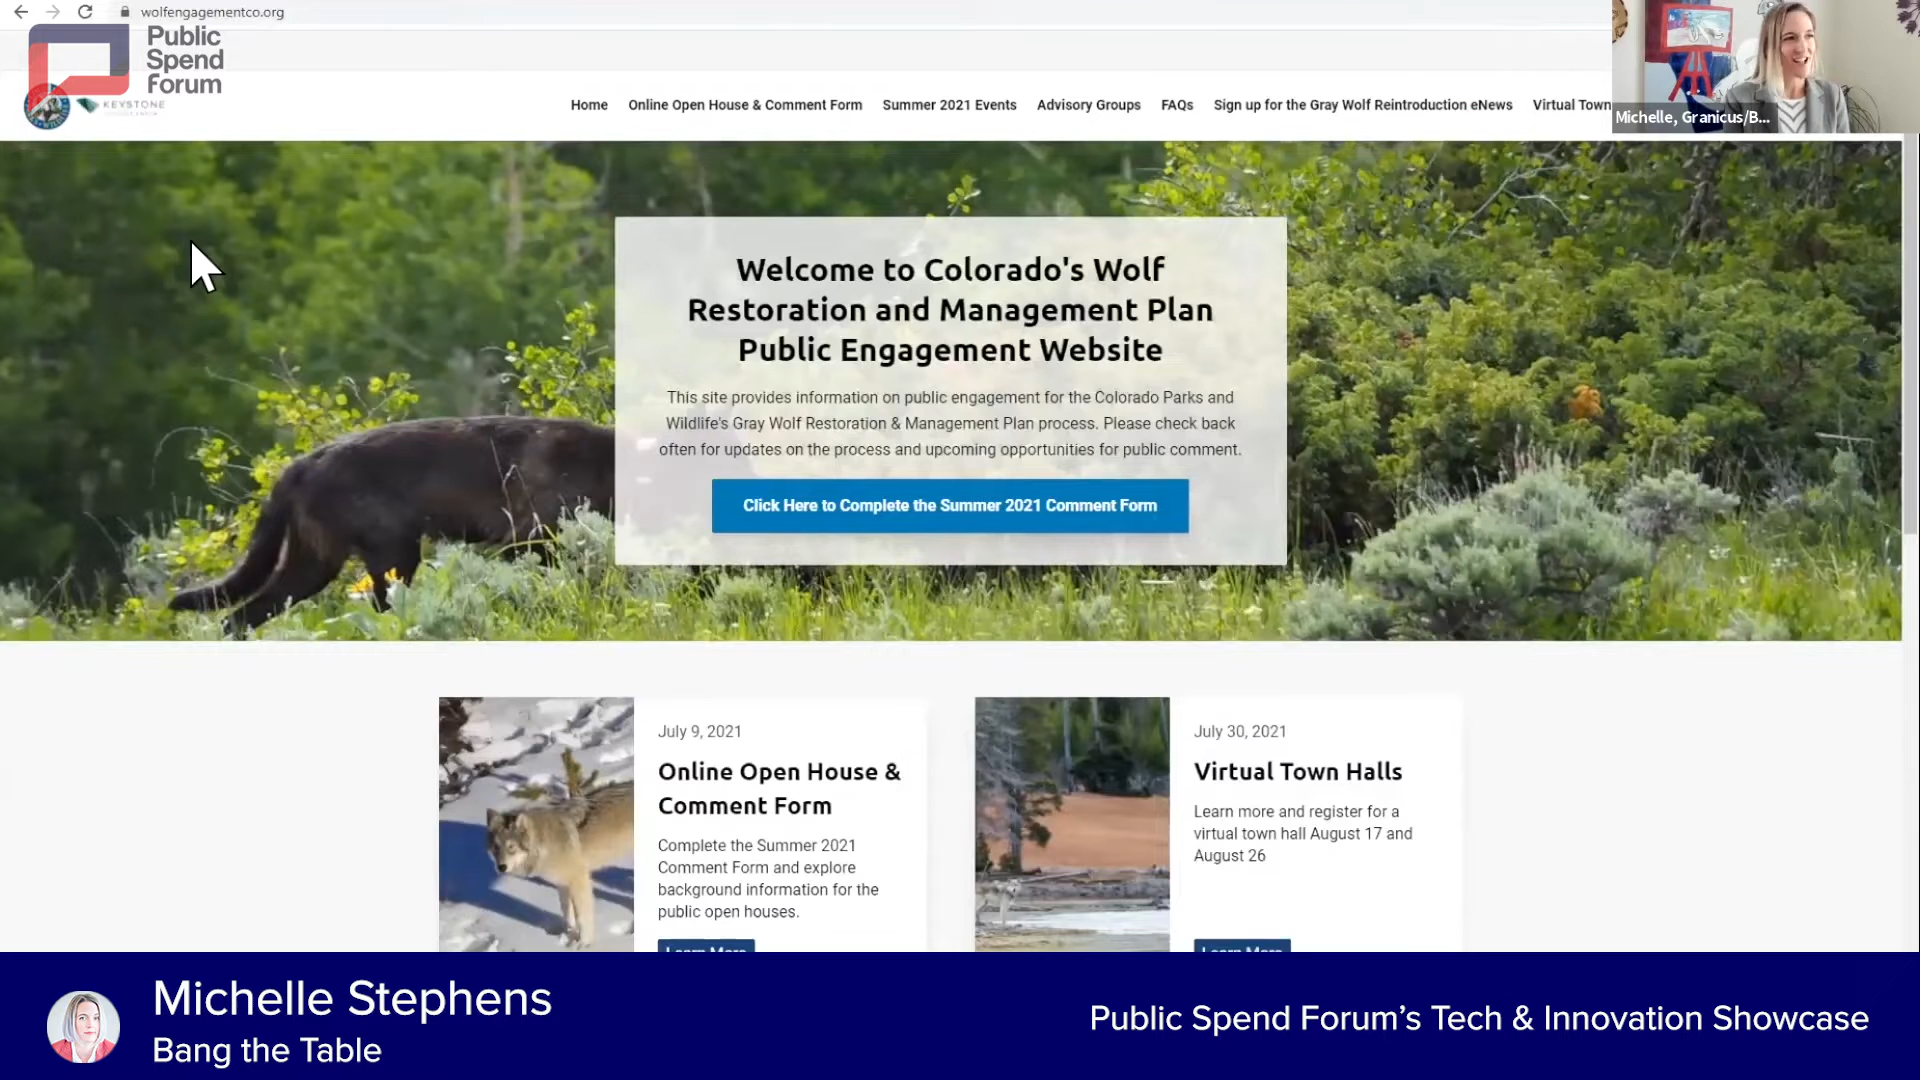 wolfengagementco.org
Public
Spend
Forum
KEYSTONE
Home
Online Open House & Comment Form
Summer 2021 Events
Advisory Groups
FAQs
Sign up for the Gray Wolf Reintroduction eNews
Virtual Town
Michelle, Granicus/B...
Welcome to Colorado's Wolf
Restoration and Management Plan
Public Engagement Website
This site provides information on public engagement for the Colorado Parks and
Wildlife's Gray Wolf Restoration & Management Plan process. Please check back
often for updates on the process and upcoming opportunities for public comment.
Click Here to Complete the Summer 2021 Comment Form
July 9, 2021
Online Open House &
Comment Form
Complete the Summer 2021
Comment Form and explore
background information for the
public open houses.
Learn More
July 30, 2021
Virtual Town Halls
Learn more and register for a
virtual town hall August 17 and
August 26
Learn More
Michelle Stephens
Bang the Table
Public Spend Forum’s Tech & Innovation Showcase